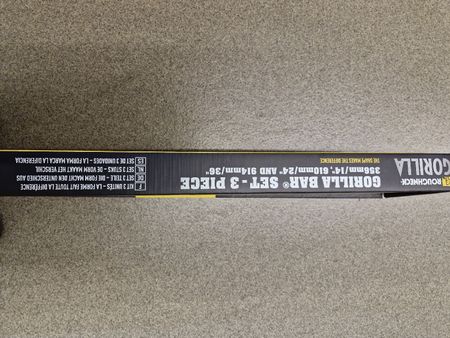 ROUGHNECK
GORILLA
GORILLA BAR® SET - 3 PIECE
356mm/14", 610mm/24" AND 914mm/36"
THE SHAPE MAKES THE DIFFERENCE
F KIT 3 UNITÉS - LA FORME FAIT TOUTE LA DIFFÉRENCE
DE SET 3 TEILE - DIE FORM MACHT DEN UNTERSCHIED AUS
NL SET 3 STUKS - DE VORM MAAKT HET VERSCHIL
ES SET DE 3 UNIDADES - LA FORMA MARCA LA DIFERENCIA